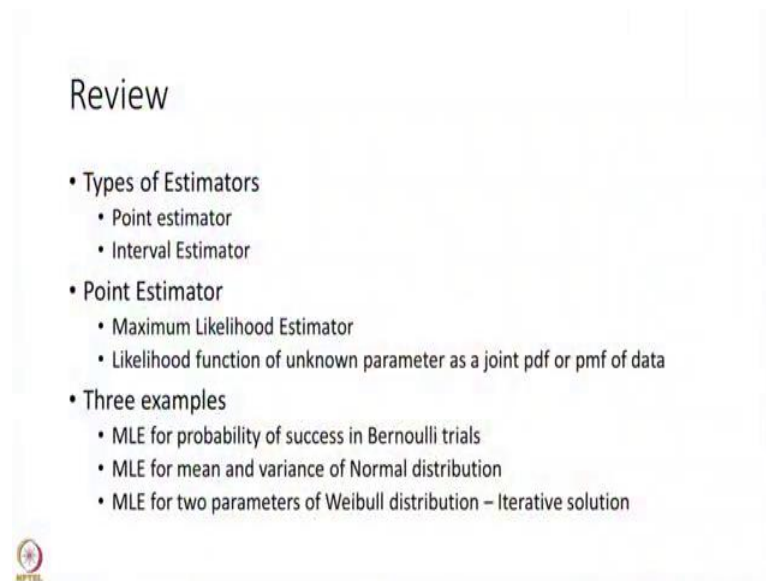 Review
• Types of Estimators
• Point estimator
• Interval Estimator
• Point Estimator
• Maximum Likelihood Estimator
• Likelihood function of unknown parameter as a joint pdf or pmf of data
• Three examples
• MLE for probability of success in Bernoulli trials
• MLE for mean and variance of Normal distribution
• MLE for two parameters of Weibull distribution – Iterative solution
NPTEL